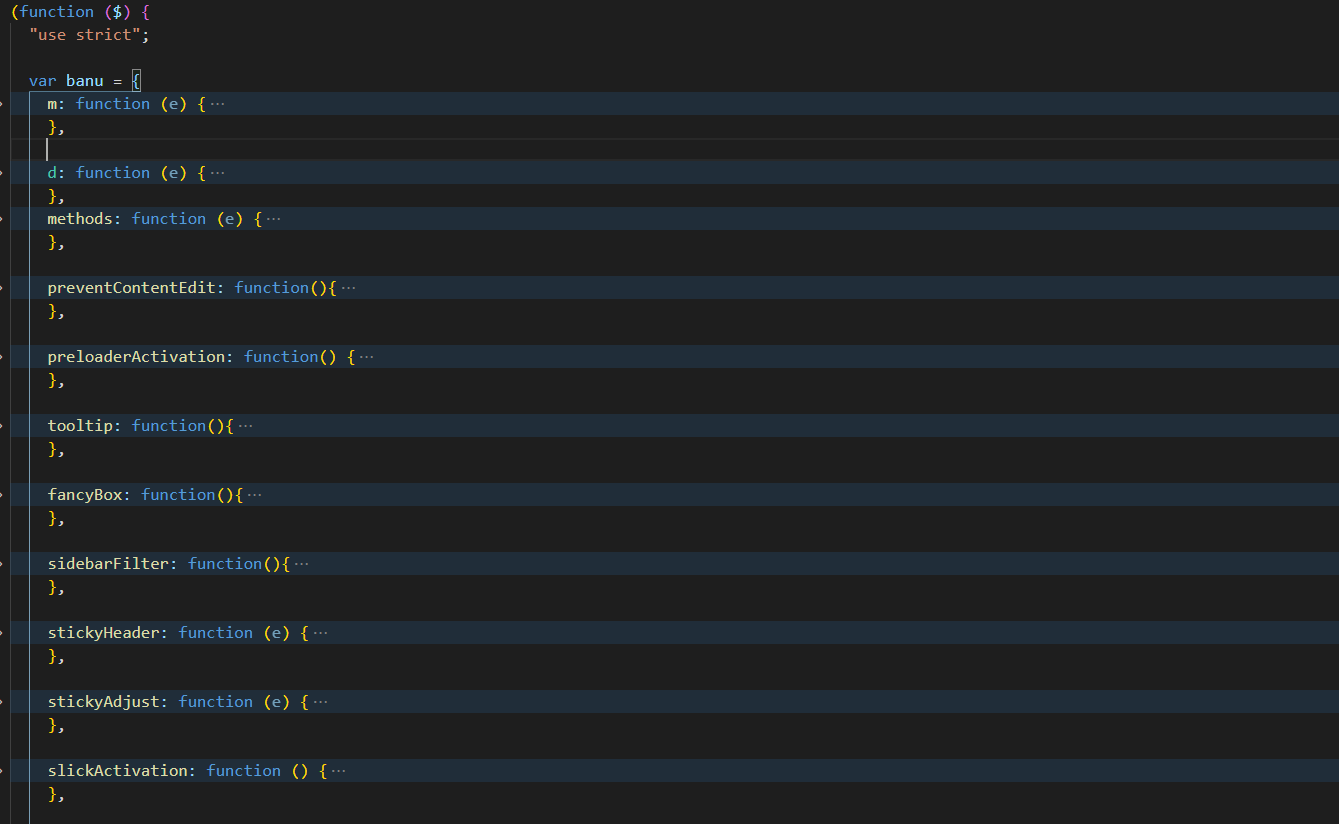 (function ($) {
"use strict";
var banu = {
m: function (e) { ···
},
d: function (e) { ···
},
methods: function (e) { ···
},
preventContentEdit: function(){ ···
},
preloaderActivation: function() { ···
},
tooltip: function(){ ···
},
fancyBox: function(){ ···
},
sidebarFilter: function(){ ···
},
stickyHeader: function (e) { ···
},
stickyAdjust: function (e) { ···
},
slickActivation: function () { ···
},